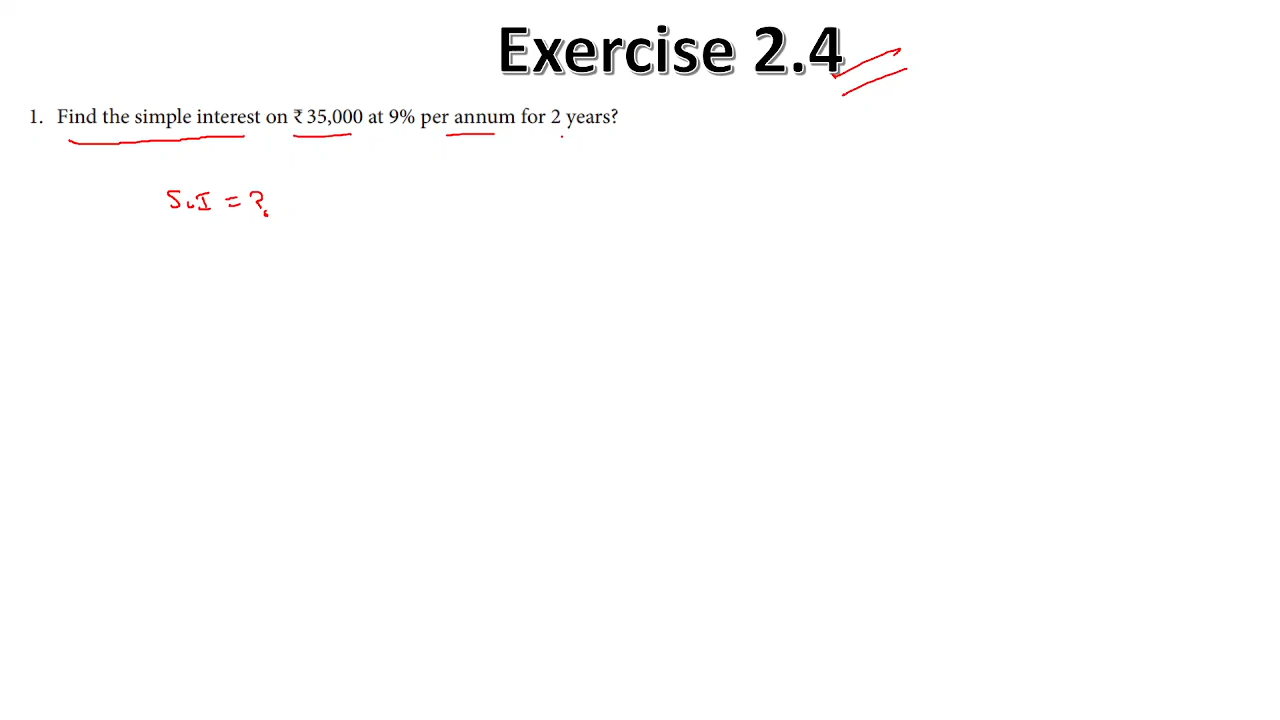 Exercise 2.4
1. Find the simple interest on ₹ 35,000 at 9% per annum for 2 years?
S.I = ?